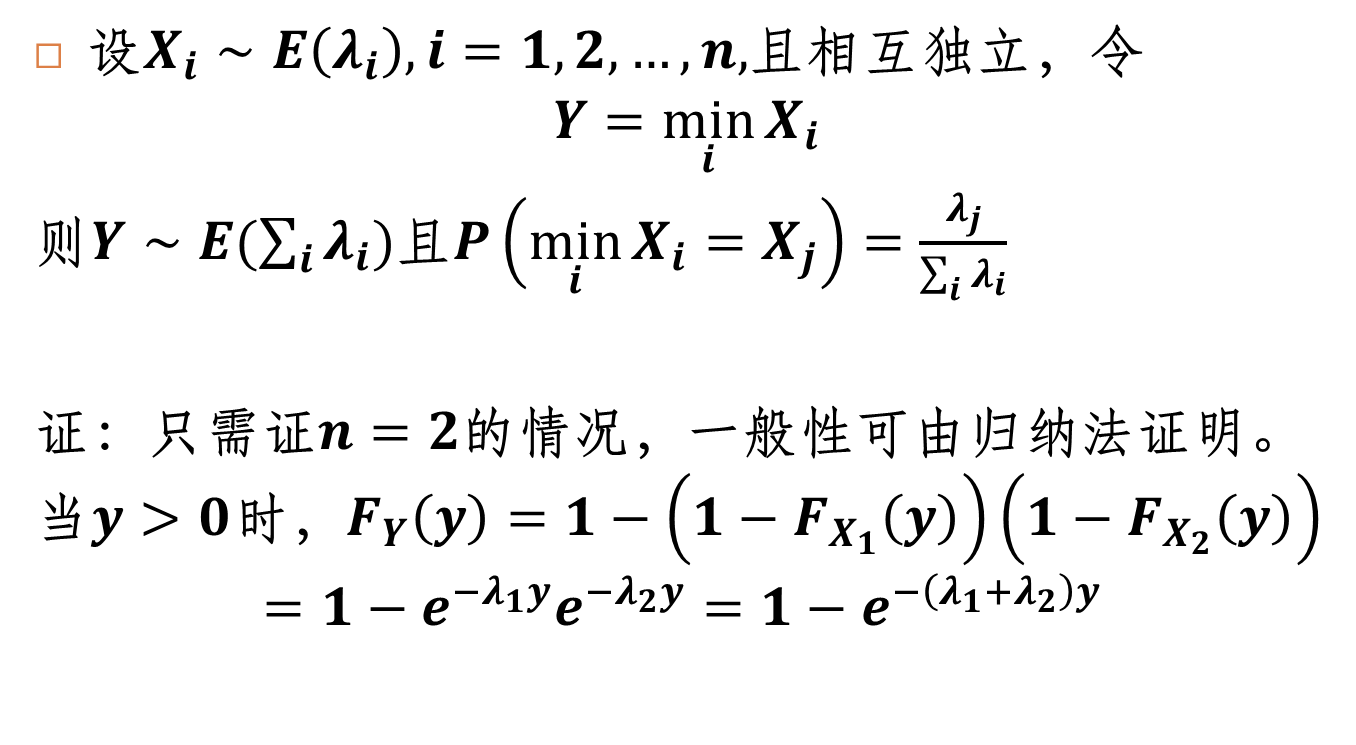 □ 设X_i ~ E(λ_i), i = 1, 2, … , n,且相互独立，令
Y = min_i X_i
则Y ~ E(∑_i λ_i)且P(min_i X_i = X_j) = λ_j / ∑_i λ_i
证：只需证n = 2的情况，一般性可由归纳法证明。
当y > 0时，F_Y(y) = 1 − (1 − F_{X_1}(y))(1 − F_{X_2}(y))
= 1 − e^{−λ_1 y}e^{−λ_2 y} = 1 − e^{−(λ_1+λ_2)y}